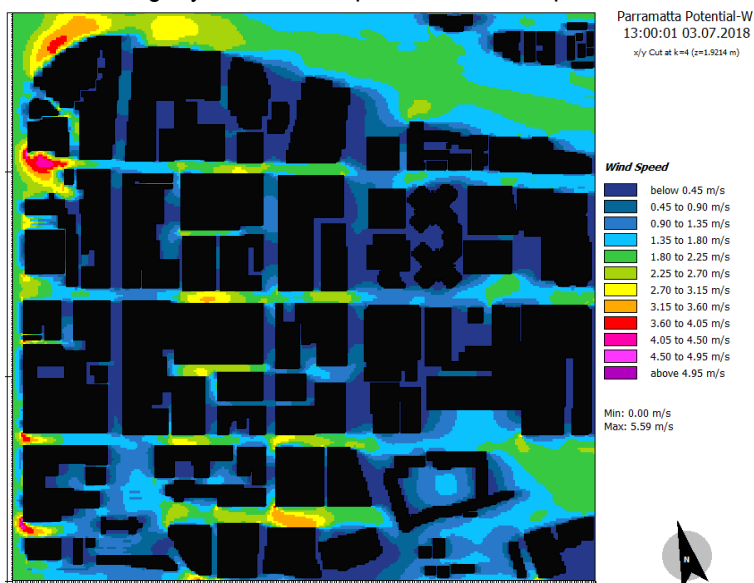 Parramatta Potential-W
13:00:01 03.07.2018
x/y Cut at k=4 (z=1.9214 m)
Wind Speed
below 0.45 m/s
0.45 to 0.90 m/s
0.90 to 1.35 m/s
1.35 to 1.80 m/s
1.80 to 2.25 m/s
2.25 to 2.70 m/s
2.70 to 3.15 m/s
3.15 to 3.60 m/s
3.60 to 4.05 m/s
4.05 to 4.50 m/s
4.50 to 4.95 m/s
above 4.95 m/s
Min: 0.00 m/s
Max: 5.59 m/s
N